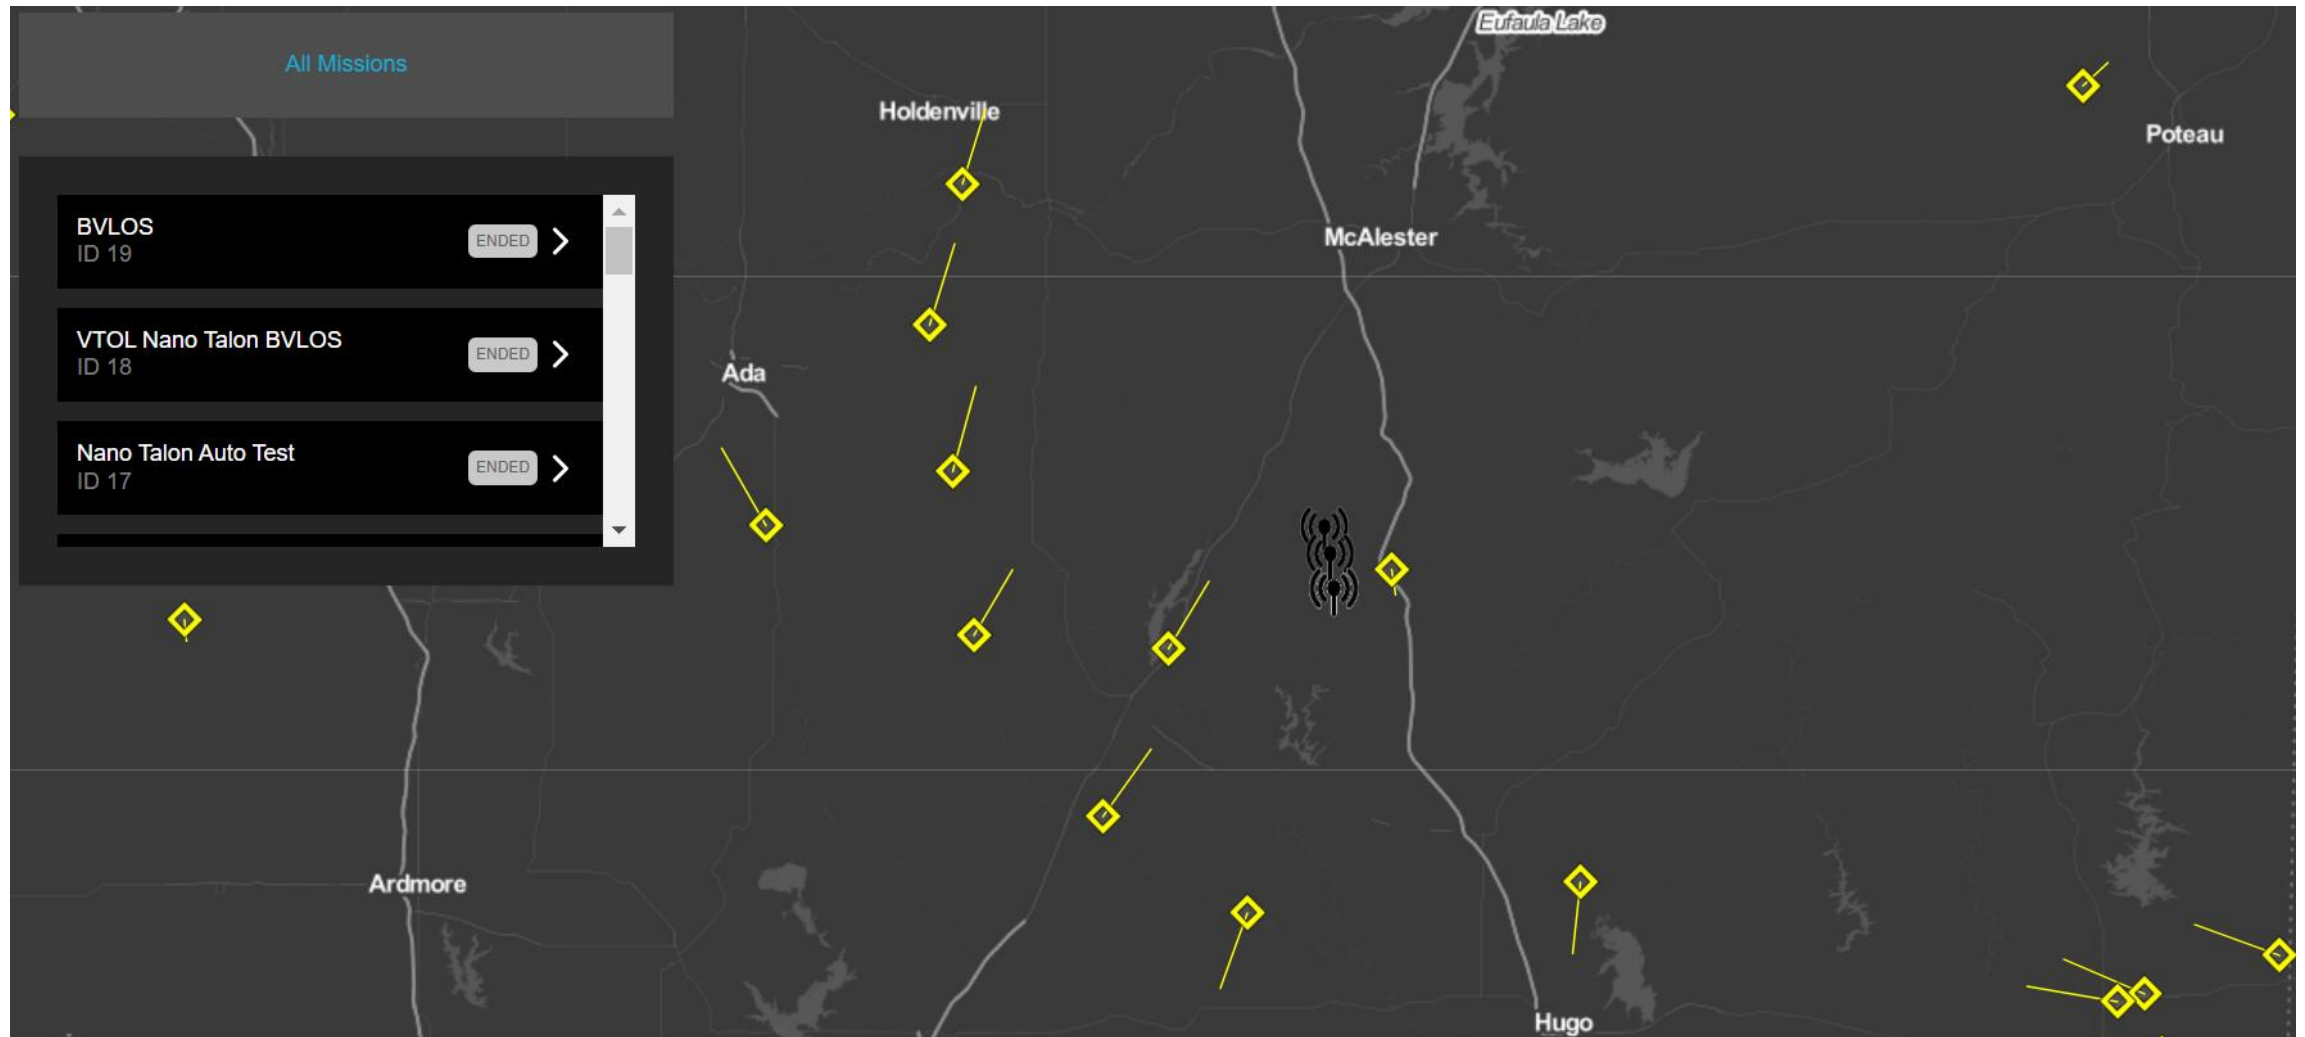 All Missions
BVLOS
ID 19
ENDED
VTOL Nano Talon BVLOS
ID 18
ENDED
Nano Talon Auto Test
ID 17
ENDED
Eufaula Lake
Holdenville
Poteau
McAlester
Ada
Ardmore
Hugo